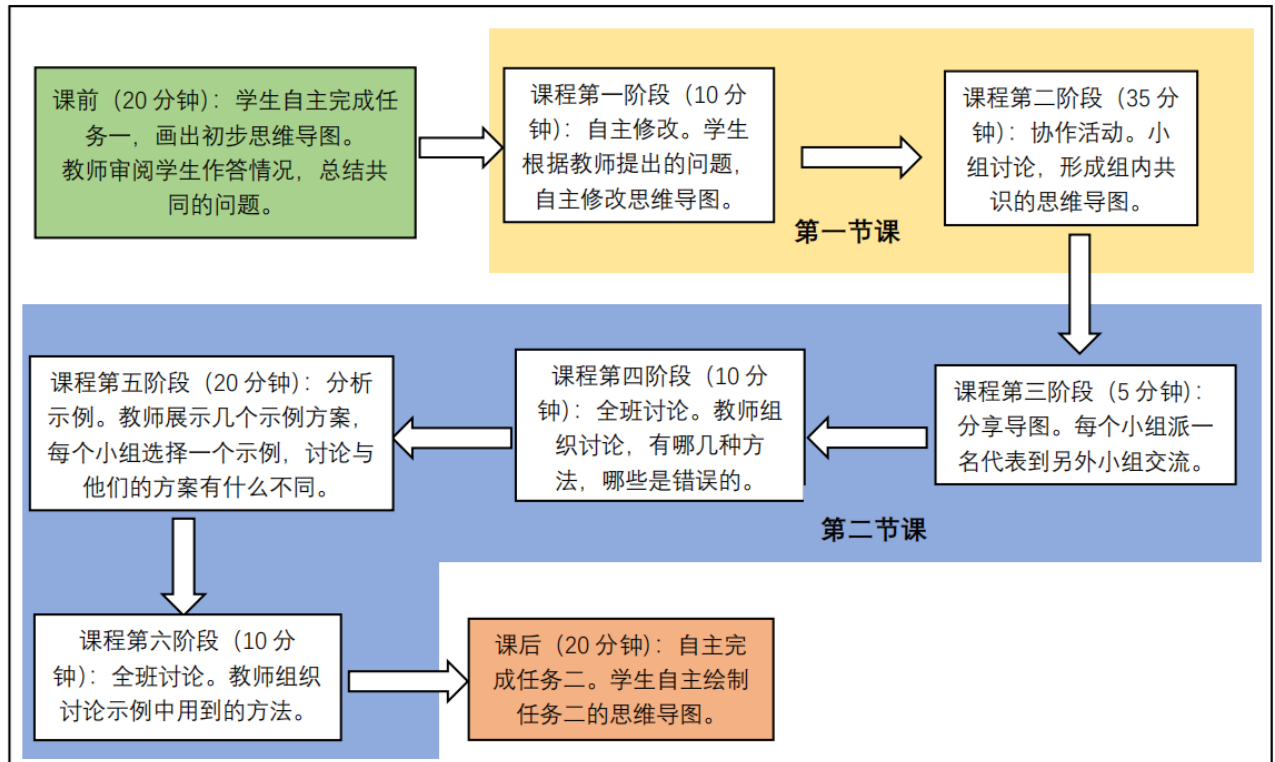 课前（20 分钟）：学生自主完成任
务一，画出初步思维导图。
教师审阅学生作答情况，总结共
同的问题。
课程第一阶段（10 分
钟）：自主修改。学生
根据教师提出的问题，
自主修改思维导图。
课程第二阶段（35 分
钟）：协作活动。小
组讨论，形成组内共
识的思维导图。
第一节课
课程第三阶段（5 分钟）：
分享导图。每个小组派一
名代表到另外小组交流。
课程第四阶段（10 分
钟）：全班讨论。教师组
织讨论，有哪几种方
法，哪些是错误的。
课程第五阶段（20 分钟）：分析
示例。教师展示几个示例方案，
每个小组选择一个示例，讨论与
他们的方案有什么不同。
第二节课
课程第六阶段（10 分
钟）：全班讨论。教师组织
讨论示例中用到的方法。
课后（20 分钟）：自主完
成任务二。学生自主绘制
任务二的思维导图。